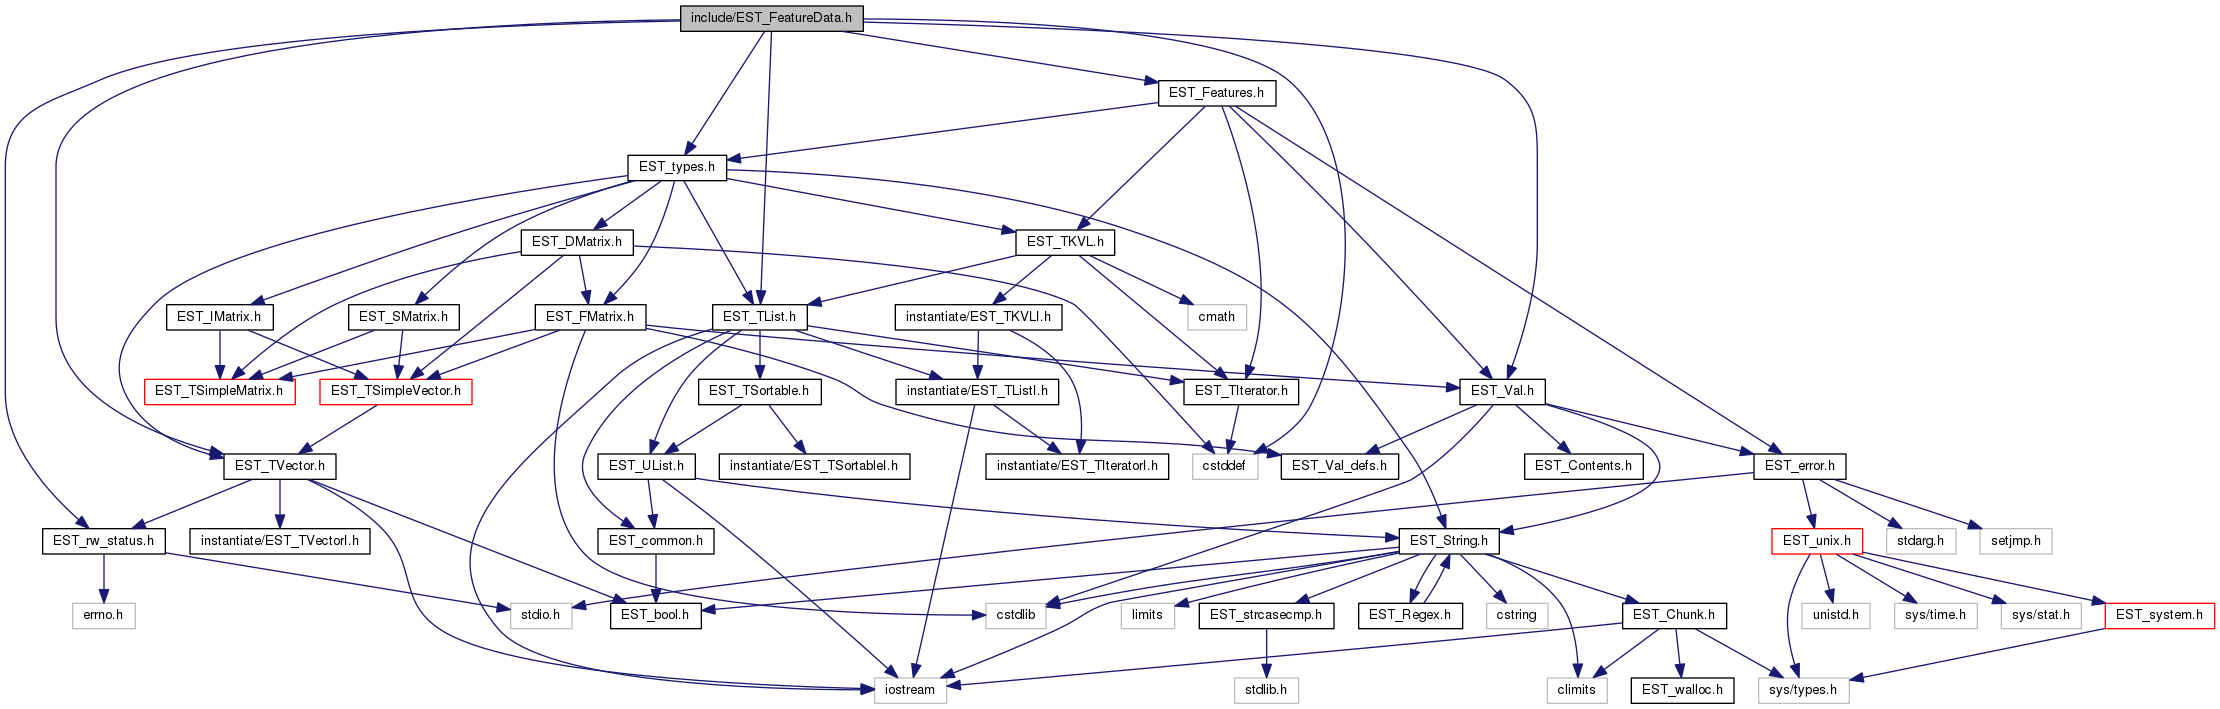 include/EST_FeatureData.h
EST_Features.h
EST_types.h
EST_DMatrix.h
EST_TKVL.h
EST_IMatrix.h
EST_SMatrix.h
EST_FMatrix.h
EST_TList.h
instantiate/EST_TKVLI.h
cmath
EST_TSimpleMatrix.h
EST_TSimpleVector.h
EST_TSortable.h
instantiate/EST_TListI.h
EST_TIterator.h
EST_Val.h
EST_TVector.h
EST_UList.h
instantiate/EST_TSortableI.h
instantiate/EST_TIteratorI.h
cstddef
EST_Val_defs.h
EST_Contents.h
EST_error.h
EST_rw_status.h
instantiate/EST_TVectorI.h
EST_common.h
EST_String.h
EST_unix.h
stdarg.h
setjmp.h
errno.h
stdio.h
EST_bool.h
cstdlib
limits
EST_strcasecmp.h
EST_Regex.h
cstring
EST_Chunk.h
unistd.h
sys/time.h
sys/stat.h
EST_system.h
iostream
stdlib.h
climits
EST_walloc.h
sys/types.h